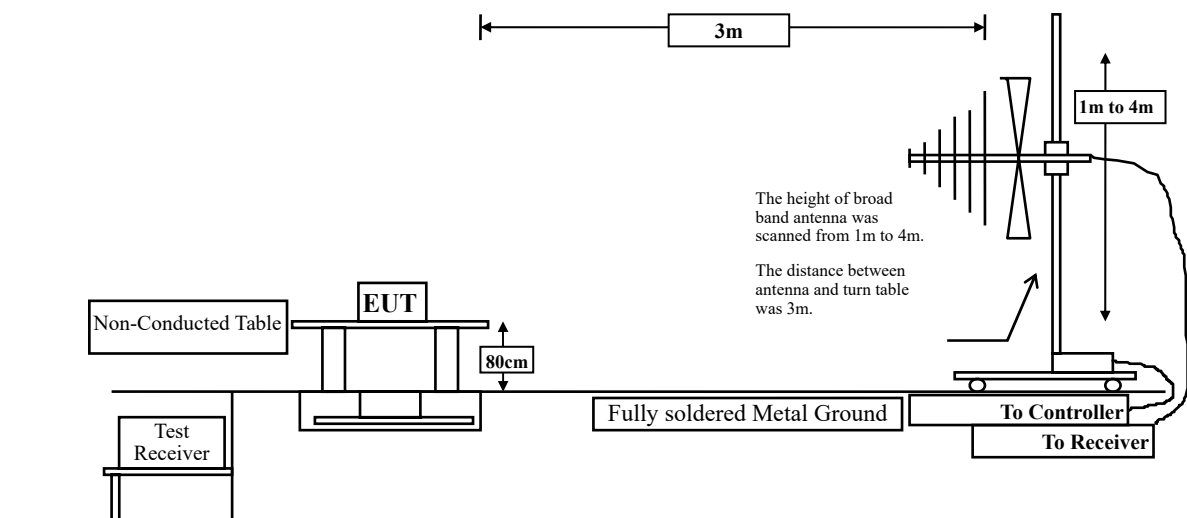 3m
1m to 4m
The height of broad
band antenna was
scanned from 1m to 4m.
The distance between
antenna and turn table
was 3m.
EUT
Non-Conducted Table
80cm
Fully soldered Metal Ground
To Controller
Test
Receiver
To Receiver